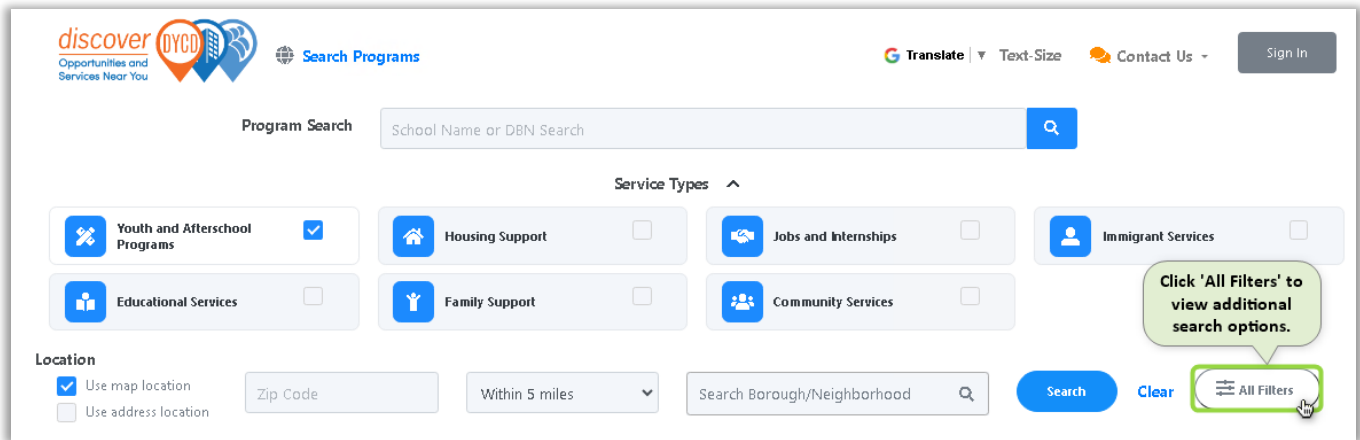 discover DYCD
Opportunities and
Services Near You
Search Programs
Translate
Text-Size
Contact Us
Sign In
Program Search
School Name or DBN Search
Service Types
Youth and Afterschool
Programs
Housing Support
Jobs and Internships
Immigrant Services
Educational Services
Family Support
Community Services
Click 'All Filters' to
view additional
search options.
Location
Use map location
Use address location
Zip Code
Within 5 miles
Search Borough/Neighborhood
Search
Clear
All Filters